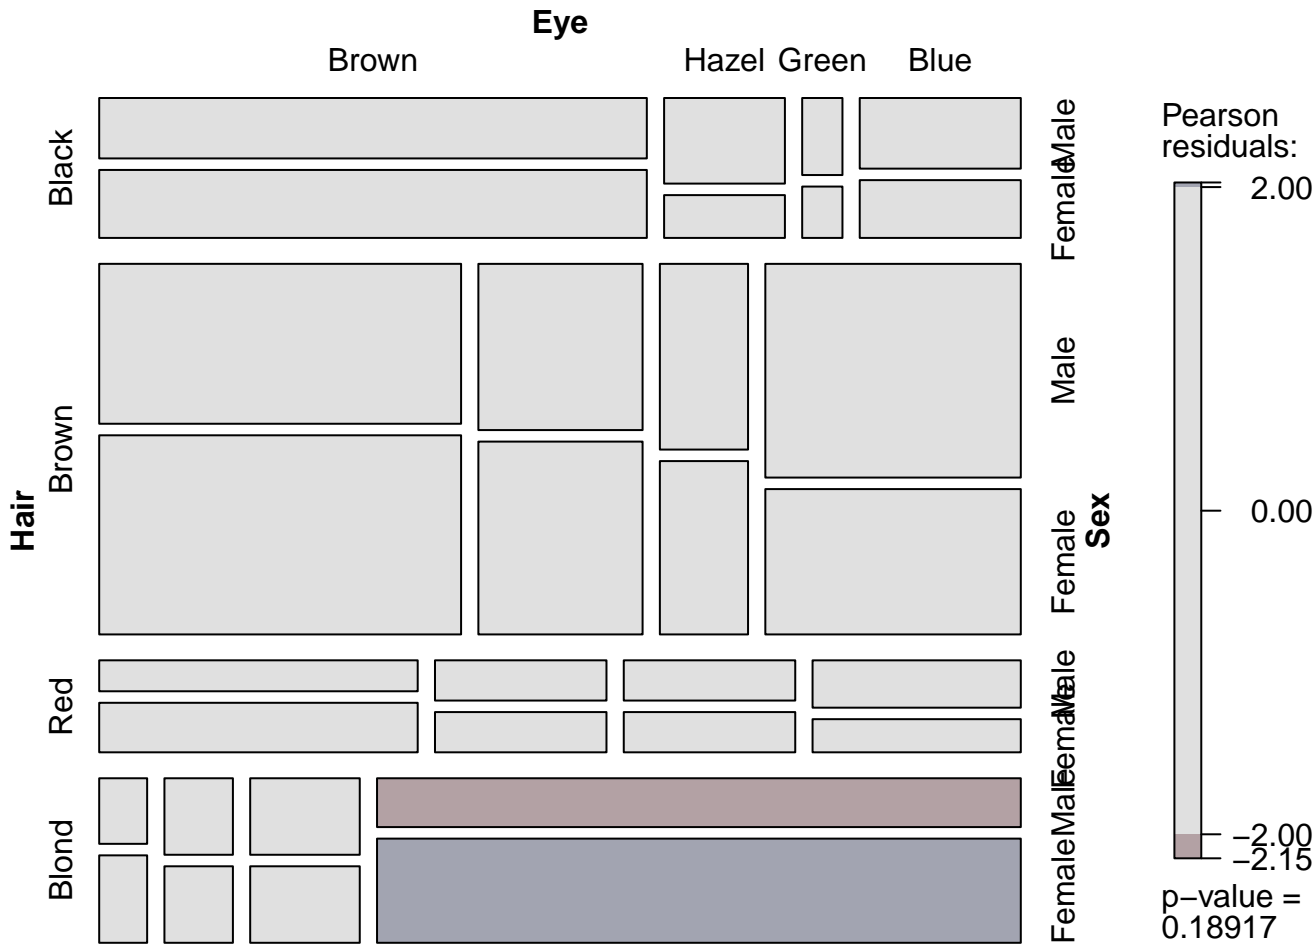 Eye
Brown Hazel Green Blue
Hair
Black
Brown
Red
Blond
Sex
Male
Female
Male
Female
Male
Female
Male
Female
Pearson
residuals:
2.00
0.00
−2.00
−2.15
p−value =
0.18917